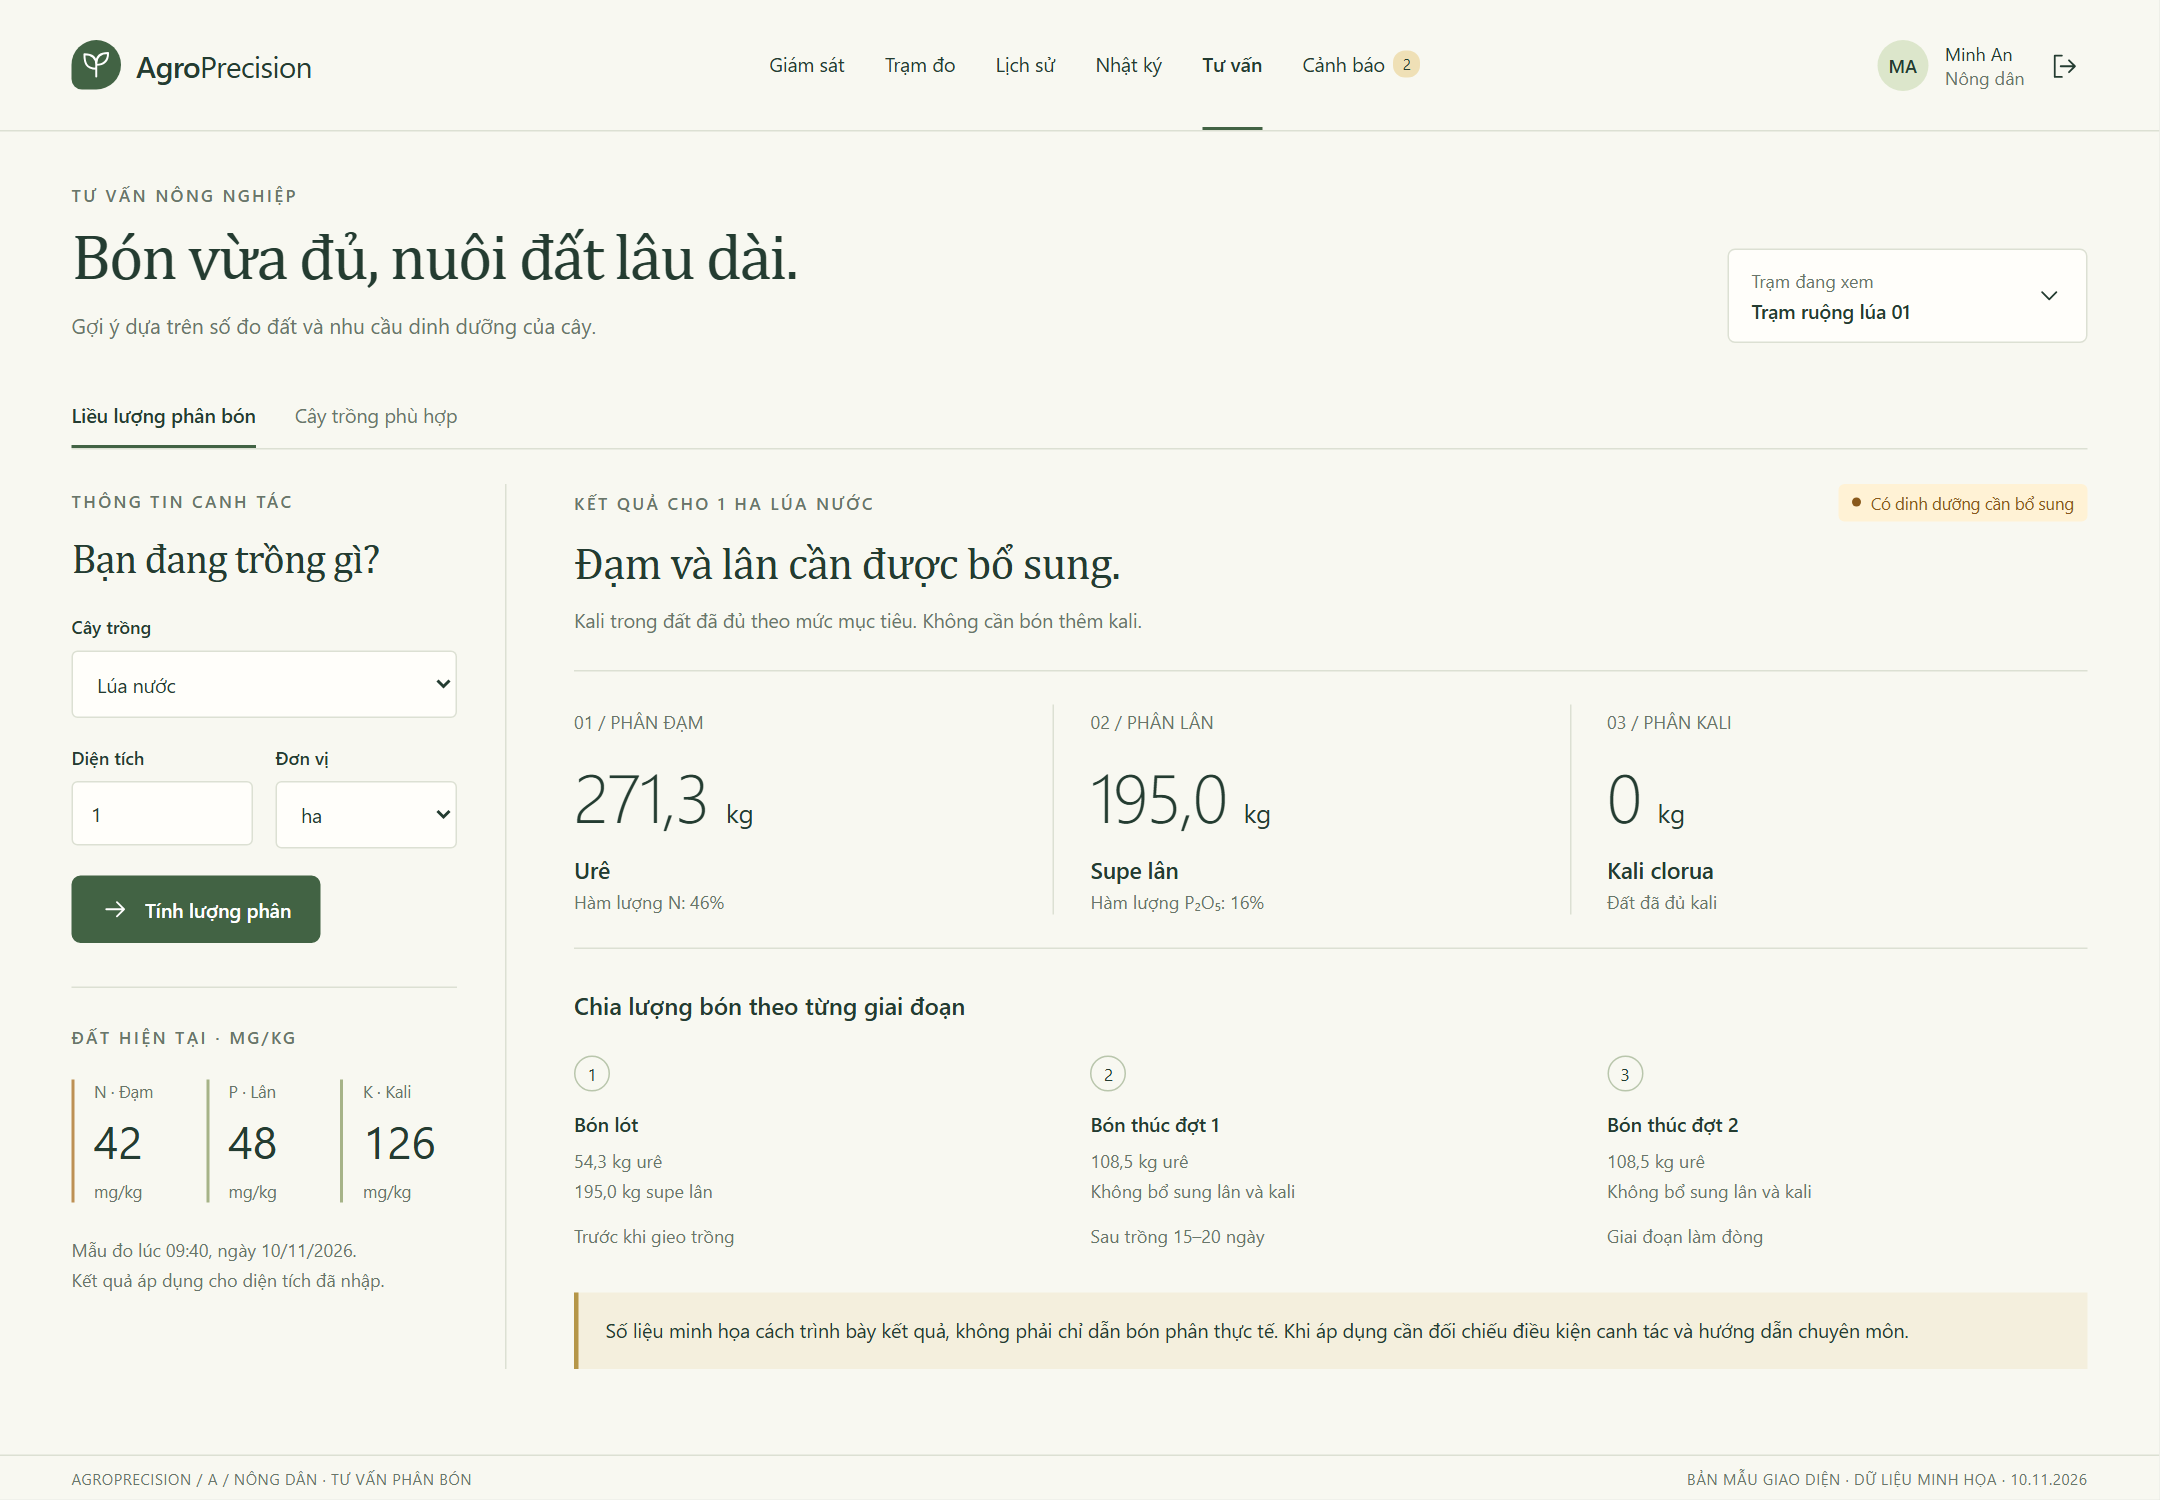 AgroPrecision
Giám sát
Trạm đo
Lịch sử
Nhật ký
Tư vấn
Cảnh báo 2
MA
Minh An
Nông dân
TƯ VẤN NÔNG NGHIỆP
Bón vừa đủ, nuôi đất lâu dài.
Gợi ý dựa trên số đo đất và nhu cầu dinh dưỡng của cây.
Trạm đang xem
Trạm ruộng lúa 01
Liều lượng phân bón
Cây trồng phù hợp
THÔNG TIN CANH TÁC
Bạn đang trồng gì?
Cây trồng
Lúa nước
Diện tích
Đơn vị
1
ha
Tính lượng phân
ĐẤT HIỆN TẠI · MG/KG
N · Đạm
42
mg/kg
P · Lân
48
mg/kg
K · Kali
126
mg/kg
Mẫu đo lúc 09:40, ngày 10/11/2026.
Kết quả áp dụng cho diện tích đã nhập.
KẾT QUẢ CHO 1 HA LÚA NƯỚC
Có dinh dưỡng cần bổ sung
Đạm và lân cần được bổ sung.
Kali trong đất đã đủ theo mức mục tiêu. Không cần bón thêm kali.
01 / PHÂN ĐẠM
271,3 kg
Urê
Hàm lượng N: 46%
02 / PHÂN LÂN
195,0 kg
Supe lân
Hàm lượng P₂O₅: 16%
03 / PHÂN KALI
0 kg
Kali clorua
Đất đã đủ kali
Chia lượng bón theo từng giai đoạn
1
Bón lót
54,3 kg urê
195,0 kg supe lân
Trước khi gieo trồng
2
Bón thúc đợt 1
108,5 kg urê
Không bổ sung lân và kali
Sau trồng 15–20 ngày
3
Bón thúc đợt 2
108,5 kg urê
Không bổ sung lân và kali
Giai đoạn làm đòng
Số liệu minh họa cách trình bày kết quả, không phải chỉ dẫn bón phân thực tế. Khi áp dụng cần đối chiếu điều kiện canh tác và hướng dẫn chuyên môn.
AGROPRECISION / A / NÔNG DÂN · TƯ VẤN PHÂN BÓN
BẢN MẪU GIAO DIỆN · DỮ LIỆU MINH HỌA · 10.11.2026